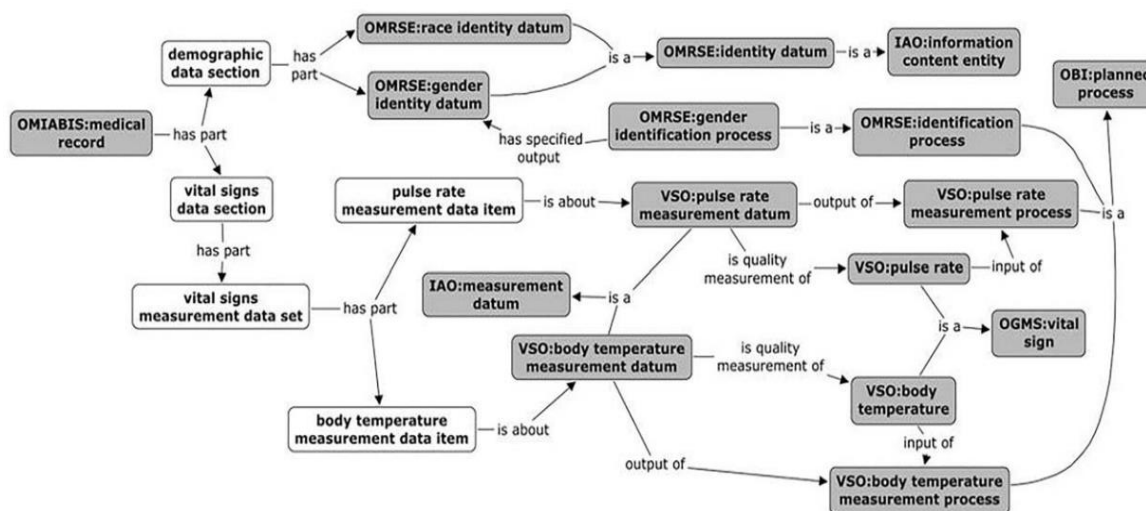 demographic
data section
has
part
OMRSE:race identity datum
OMRSE:gender
identity datum
is a
OMRSE:identity datum
is a
IAO:information
content entity
OBI:planned
process
OMIABIS:medical
record
has part
has specified
output
OMRSE:gender
identification process
is a
OMRSE:identification
process
vital signs
data section
pulse rate
measurement data item
is about
VSO:pulse rate
measurement datum
output of
VSO:pulse rate
measurement process
is a
has part
is quality
measurement of
VSO:pulse rate
input of
vital signs
measurement data set
has part
IAO:measurement
datum
is a
is a
OGMS:vital
sign
VSO:body temperature
measurement datum
is quality
measurement of
VSO:body
temperature
body temperature
measurement data item
is about
input of
output of
VSO:body temperature
measurement process